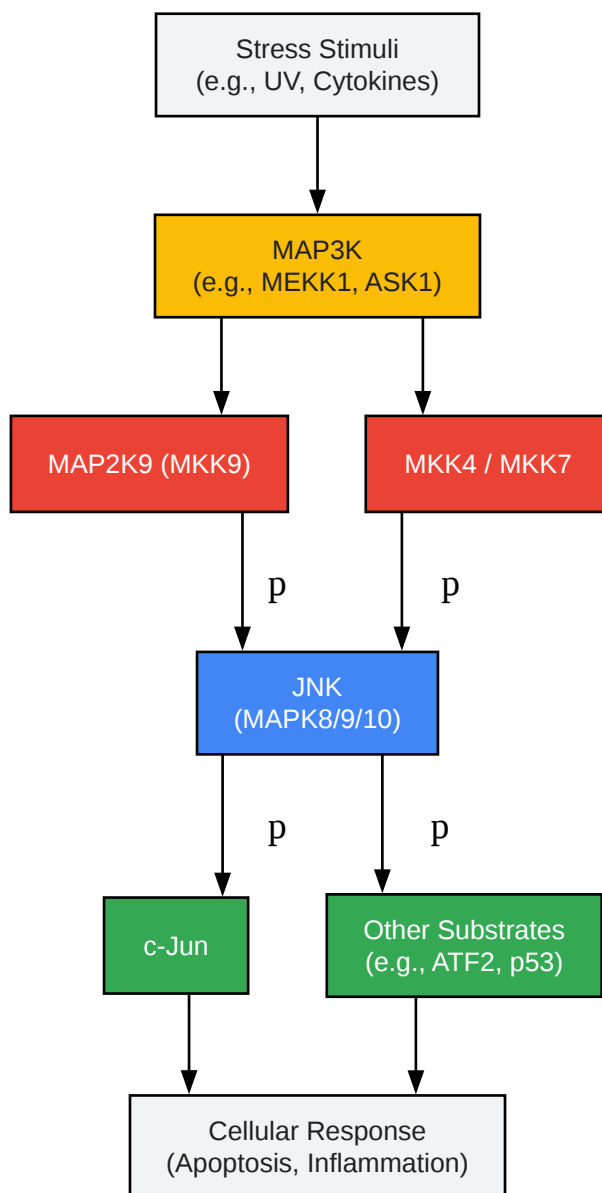 Stress Stimuli
(e.g., UV, Cytokines)
MAP3K
(e.g., MEKK1, ASK1)
MAP2K9 (MKK9)
MKK4 / MKK7
p
p
JNK
(MAPK8/9/10)
p
p
c-Jun
Other Substrates
(e.g., ATF2, p53)
Cellular Response
(Apoptosis, Inflammation)